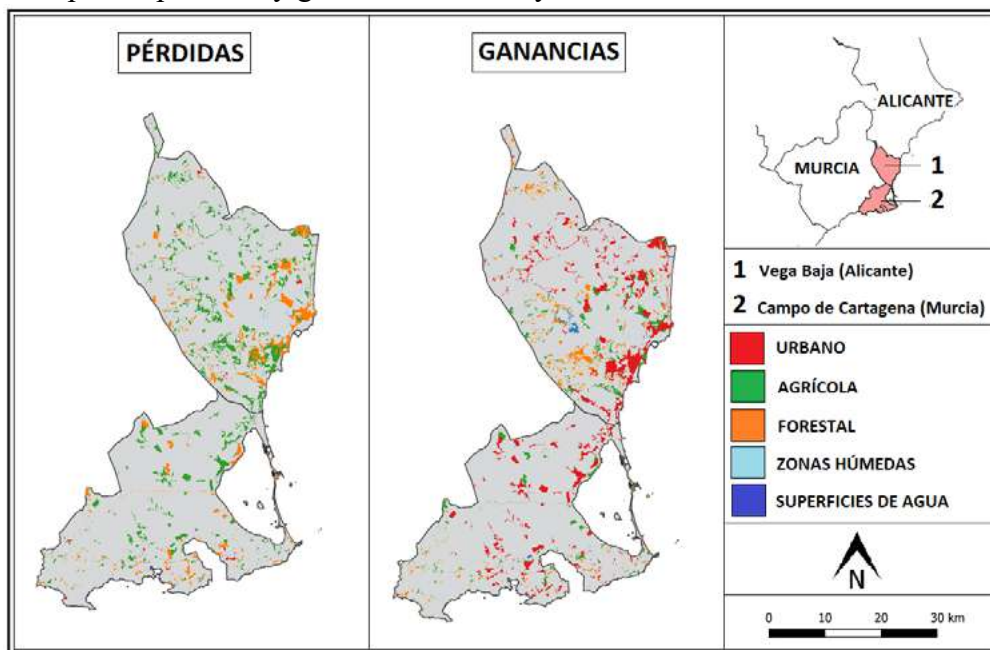 PÉRDIDAS
GANANCIAS
ALICANTE
MURCIA
1
2
1 Vega Baja (Alicante)
2 Campo de Cartagena (Murcia)
URBANO
AGRÍCOLA
FORESTAL
ZONAS HÚMEDAS
SUPERFICIES DE AGUA
N
0 10 20 30 km